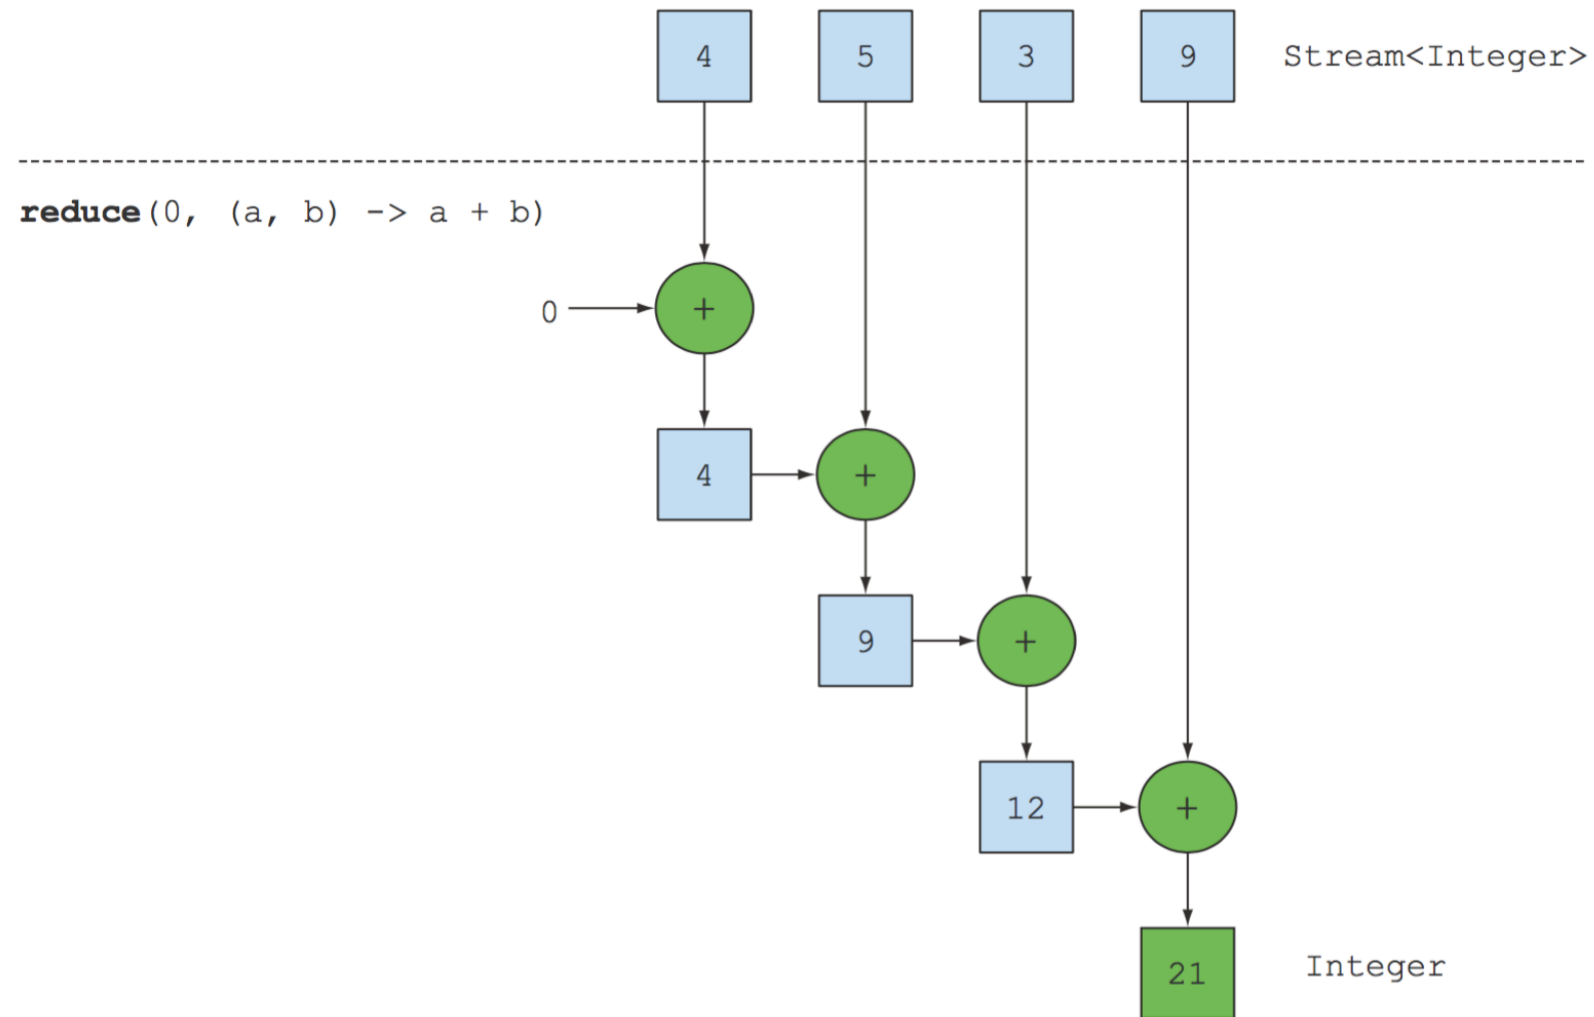 4 5 3 9 Stream<Integer>
reduce(0, (a, b) -> a + b)
0 +
4 +
9 +
12 +
21 Integer